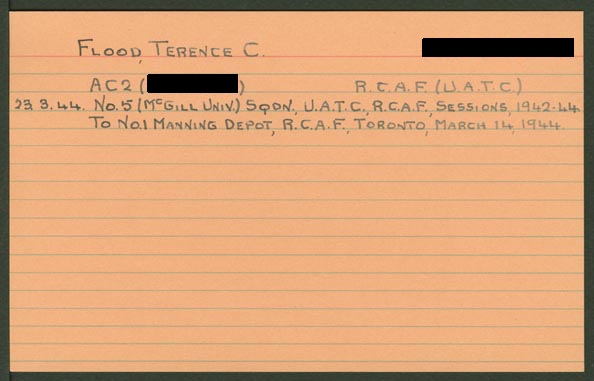 FLOOD, TERENCE C.
AC2 ( ) R.C.A.F. (U.A.T.C.)
23.3.44. NO.5 (MCGILL UNIV.) SQDN., U.A.T.C., R.C.A.F., SESSIONS, 1942-44.
TO NO.1 MANNING DEPOT, R.C.A.F., TORONTO, MARCH 14, 1944.